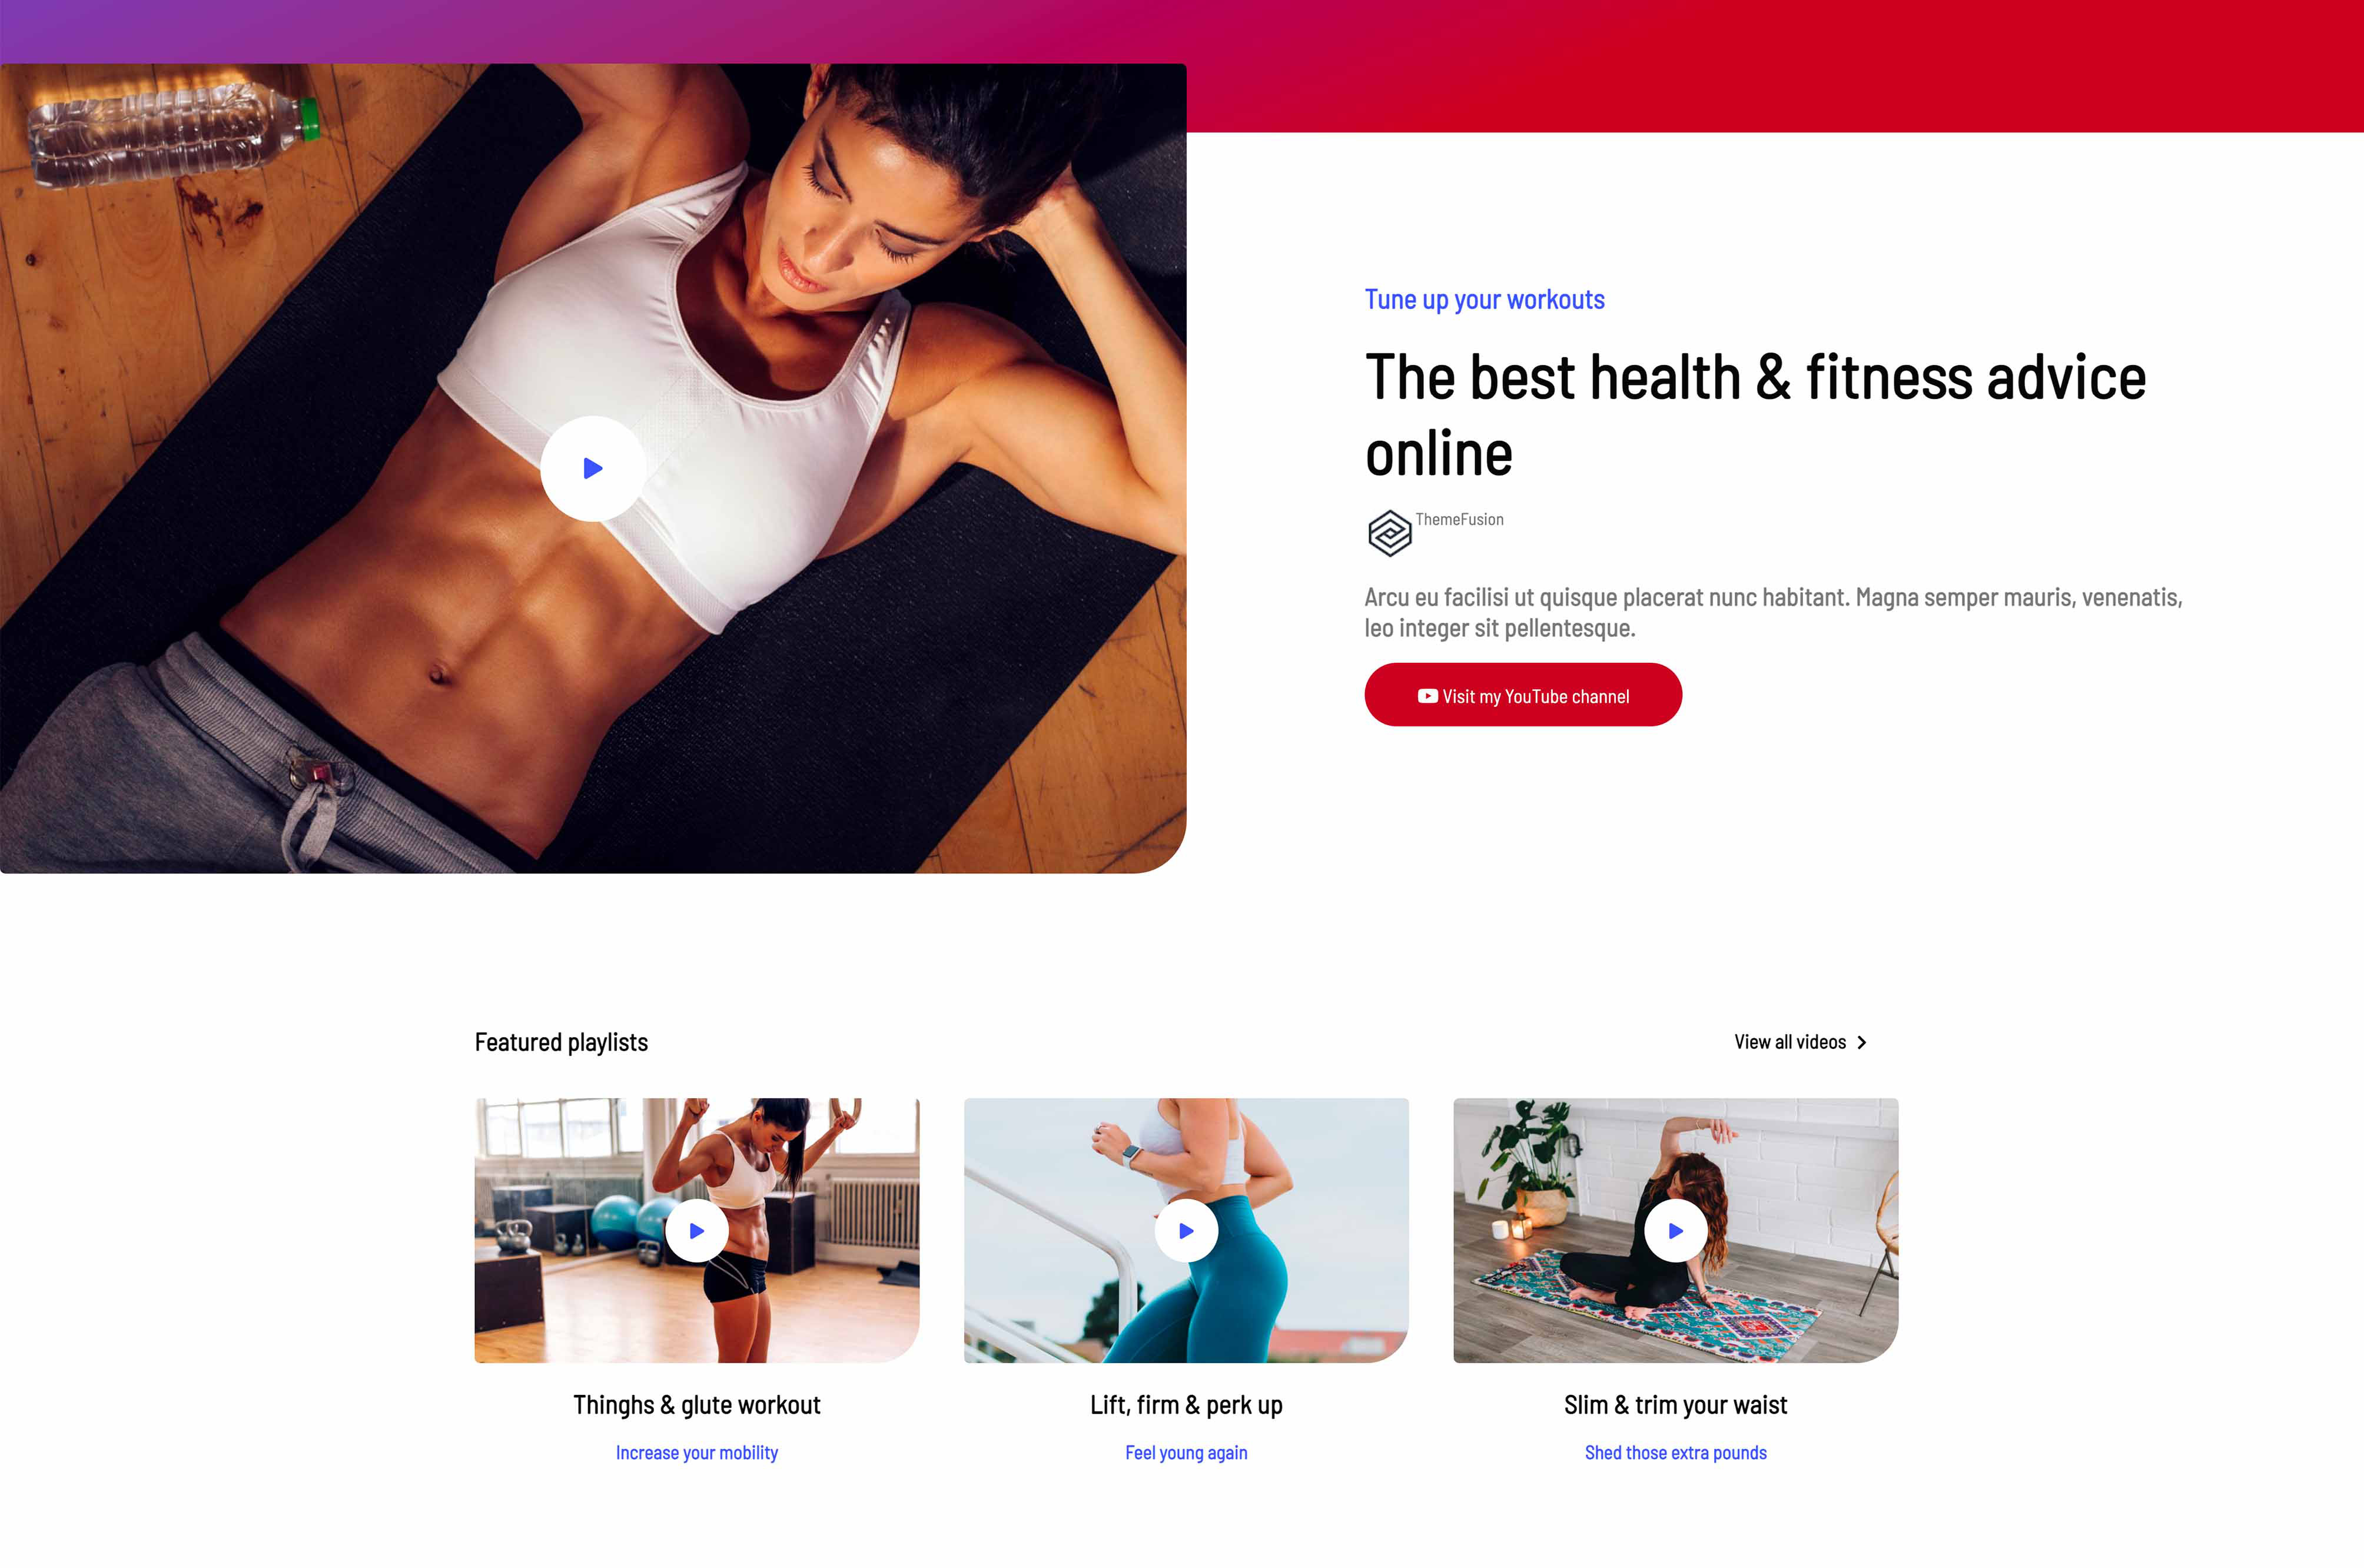 Tune up your workouts
The best health & fitness advice
online
ThemeFusion
Arcu eu facilisi ut quisque placerat nunc habitant. Magna semper mauris, venenatis,
leo integer sit pellentesque.
Visit my YouTube channel
Featured playlists
View all videos
Thinghs & glute workout
Increase your mobility
Lift, firm & perk up
Feel young again
Slim & trim your waist
Shed those extra pounds